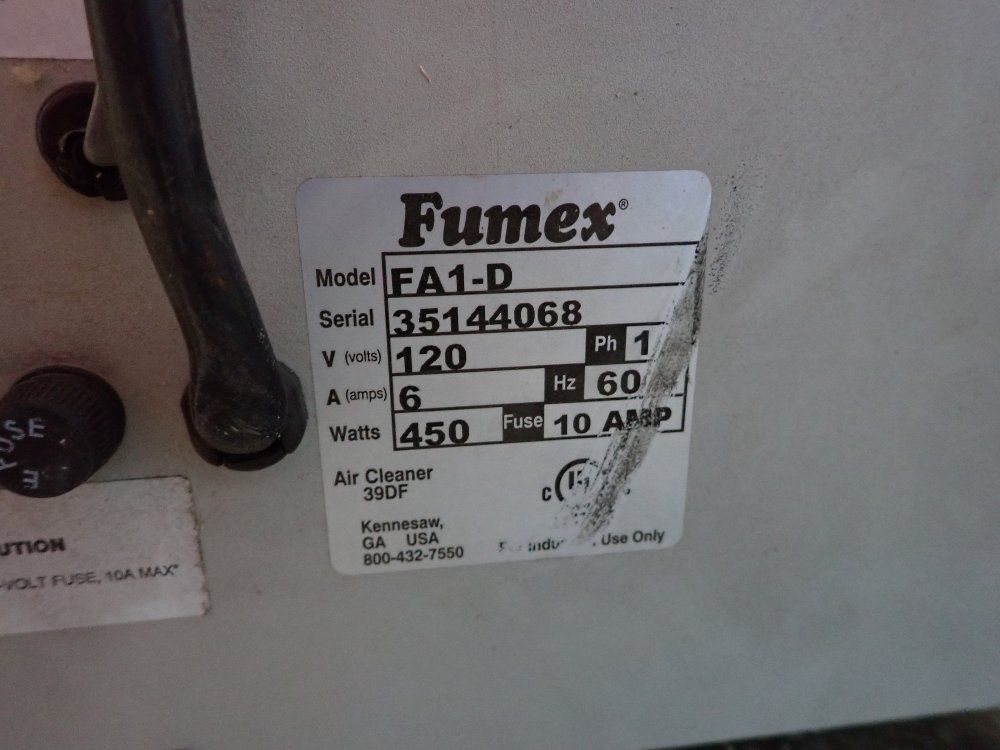 Fumex®
Model FA1-D
Serial 35144068
V (volts) 120 Ph 1
A (amps) 6 Hz 60
Watts 450 Fuse 10 AMP
Air Cleaner
39DF
C
Kennesaw,
GA USA
800-432-7550
Use Only
FUSE
-VOLT FUSE, 10A MAX"